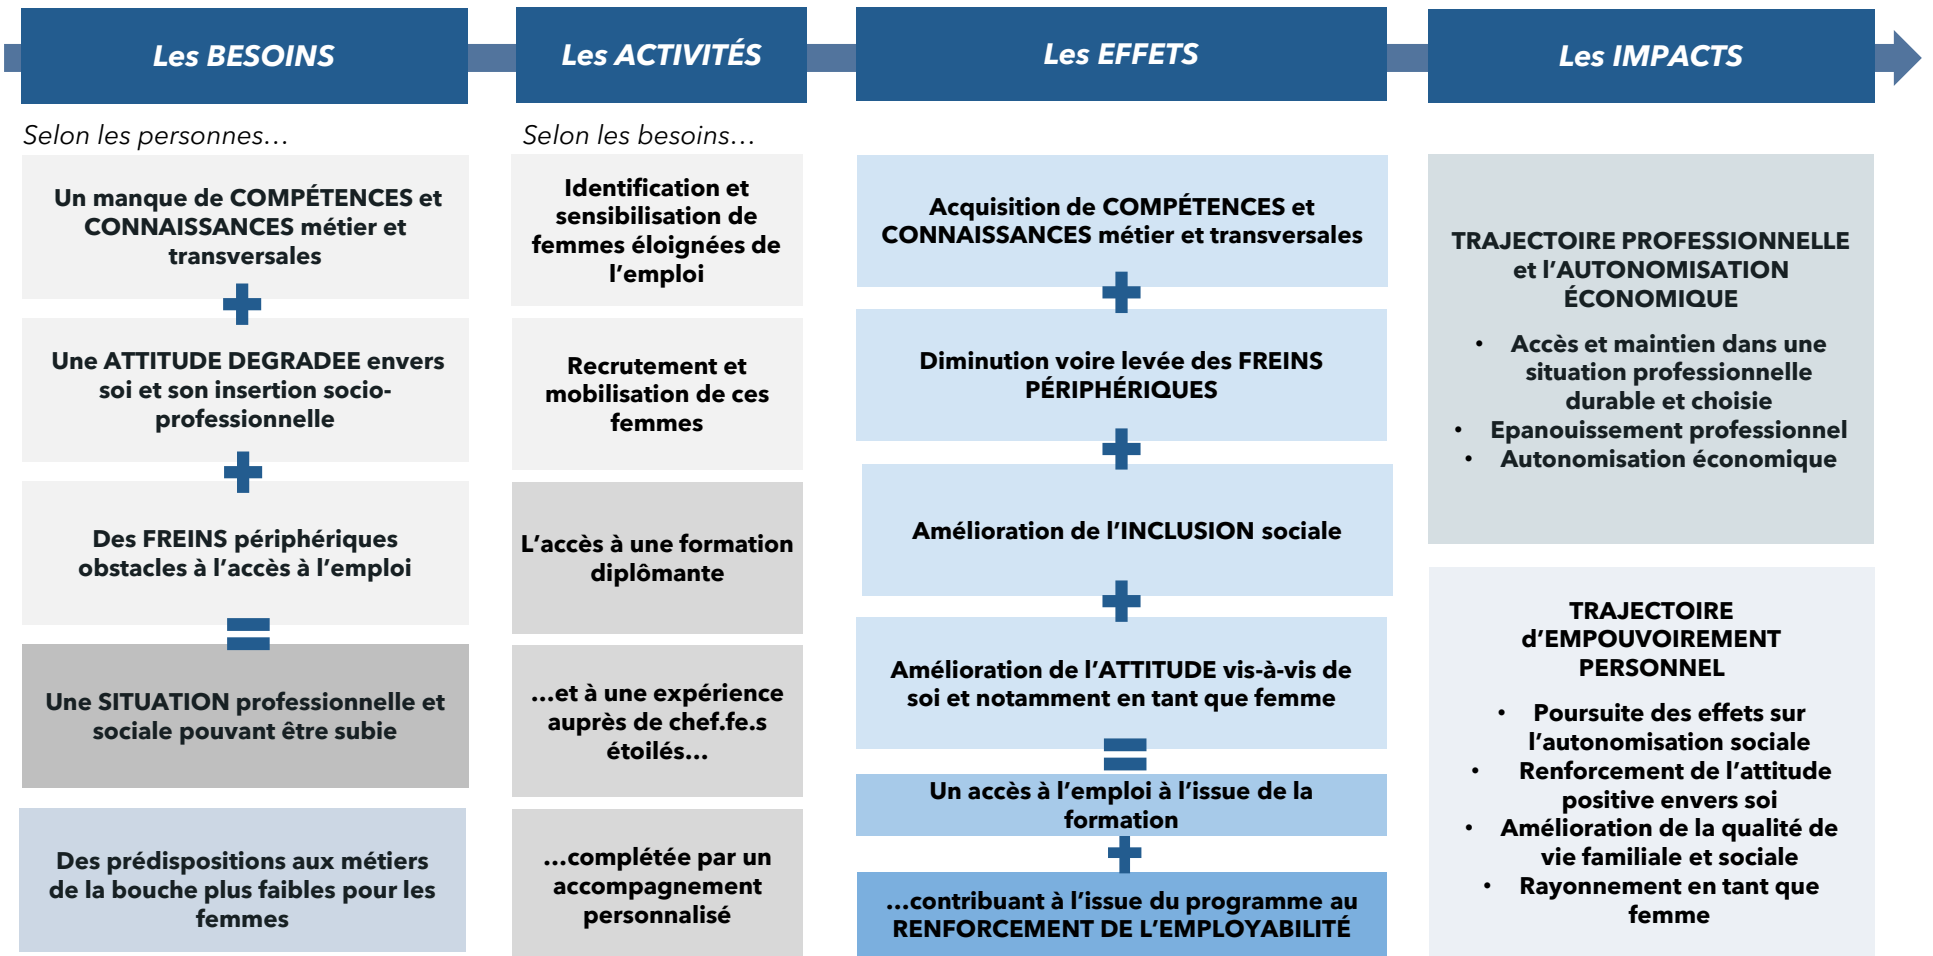 Les BESOINS
Les ACTIVITÉS
Les EFFETS
Les IMPACTS
Selon les personnes…
Un manque de COMPÉTENCES et
CONNAISSANCES métier et
transversales
Une ATTITUDE DEGRADEE envers
soi et son insertion socio-
professionnelle
Des FREINS périphériques
obstacles à l’accès à l’emploi
Une SITUATION professionnelle et
sociale pouvant être subie
Des prédispositions aux métiers
de la bouche plus faibles pour les
femmes
Selon les besoins…
Identification et
sensibilisation de
femmes éloignées de
l’emploi
Recrutement et
mobilisation de ces
femmes
L’accès à une formation
diplômante
…et à une expérience
auprès de chef.fe.s
étoilés…
…complétée par un
accompagnement
personnalisé
Acquisition de COMPÉTENCES et
CONNAISSANCES métier et transversales
Diminution voire levée des FREINS
PÉRIPHÉRIQUES
Amélioration de l’INCLUSION sociale
Amélioration de l’ATTITUDE vis-à-vis de
soi et notamment en tant que femme
Un accès à l’emploi à l’issue de la
formation
…contribuant à l’issue du programme au
RENFORCEMENT DE L’EMPLOYABILITÉ
TRAJECTOIRE PROFESSIONNELLE
et l’AUTONOMISATION
ÉCONOMIQUE
• Accès et maintien dans une
situation professionnelle
durable et choisie
• Epanouissement professionnel
• Autonomisation économique
TRAJECTOIRE
d’EMPOUVOIREMENT
PERSONNEL
• Poursuite des effets sur
l’autonomisation sociale
• Renforcement de l’attitude
positive envers soi
• Amélioration de la qualité de
vie familiale et sociale
• Rayonnement en tant que
femme